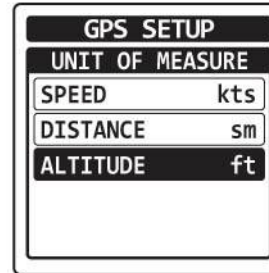 GPS SETUP
UNIT OF MEASURE
SPEED kts
DISTANCE sm
ALTITUDE ft